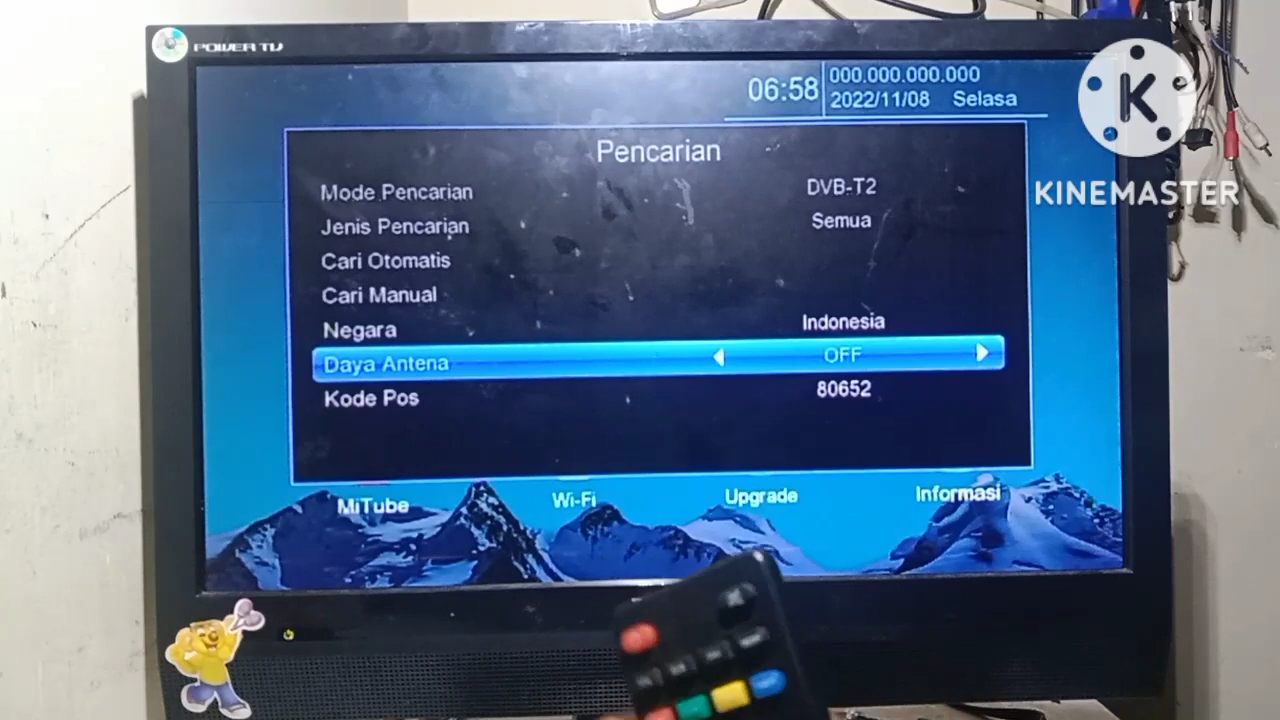 POWER TV
06:58
000.000.000.000
2022/11/08 Selasa
K
KINEMASTER
Pencarian
Mode Pencarian DVB-T2
Jenis Pencarian Semua
Cari Otomatis
Cari Manual
Negara Indonesia
Daya Antena OFF
Kode Pos 80652
MiTube Wi-Fi Upgrade Informasi